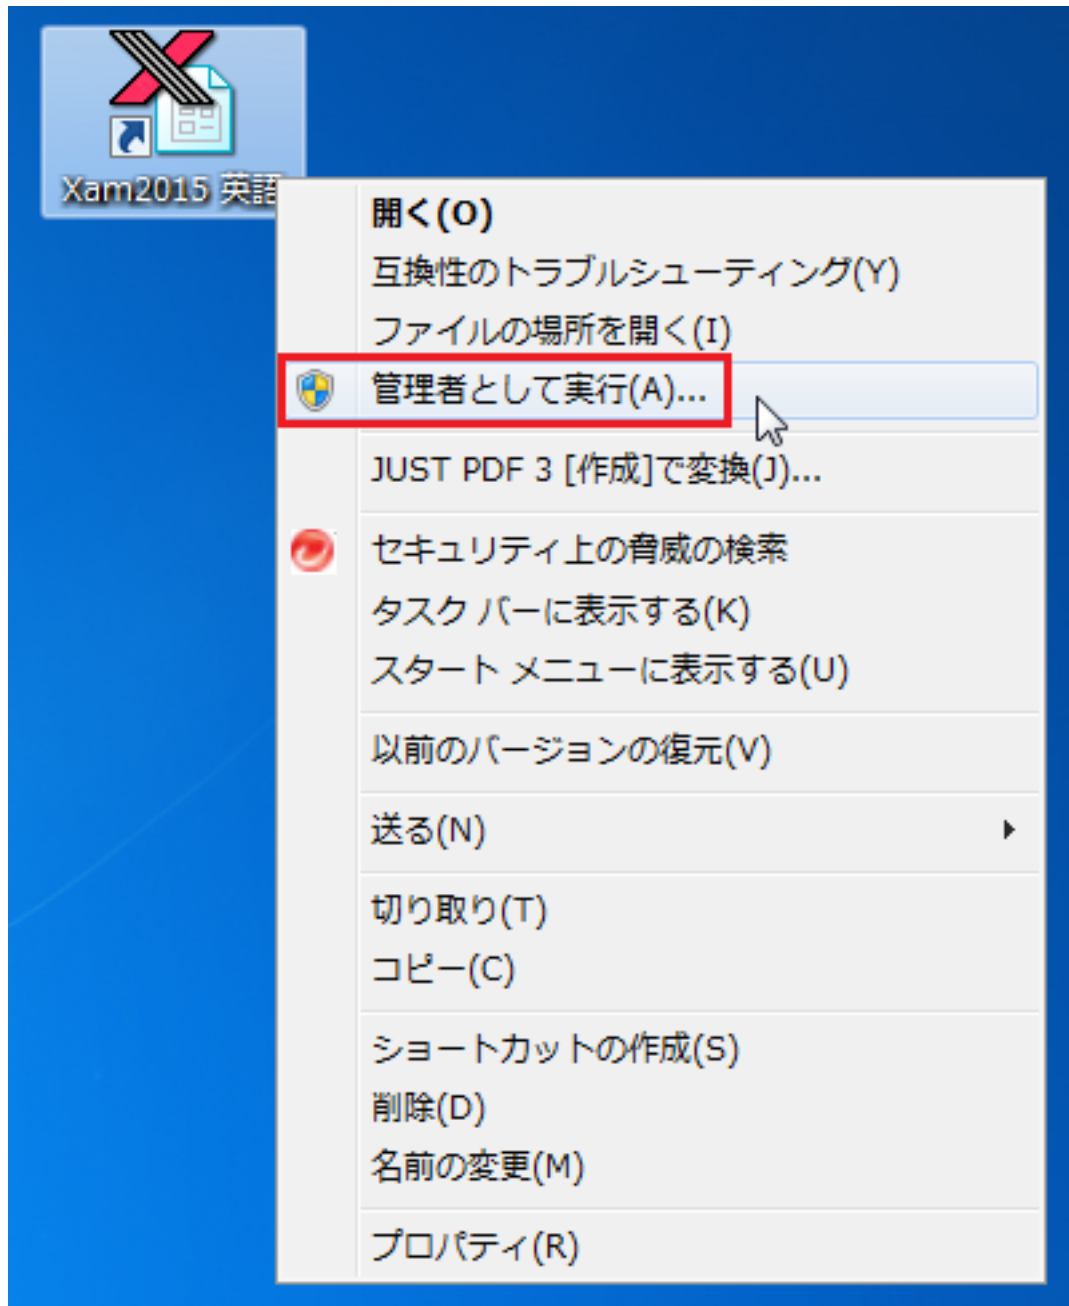 Xam2015 英語
開く(O)
互換性のトラブルシューティング(Y)
ファイルの場所を開く(I)
管理者として実行(A)...
JUST PDF 3 [作成]で変換(J)...
セキュリティ上の脅威の検索
タスク バーに表示する(K)
スタート メニューに表示する(U)
以前のバージョンの復元(V)
送る(N)
切り取り(T)
コピー(C)
ショートカットの作成(S)
削除(D)
名前の変更(M)
プロパティ(R)